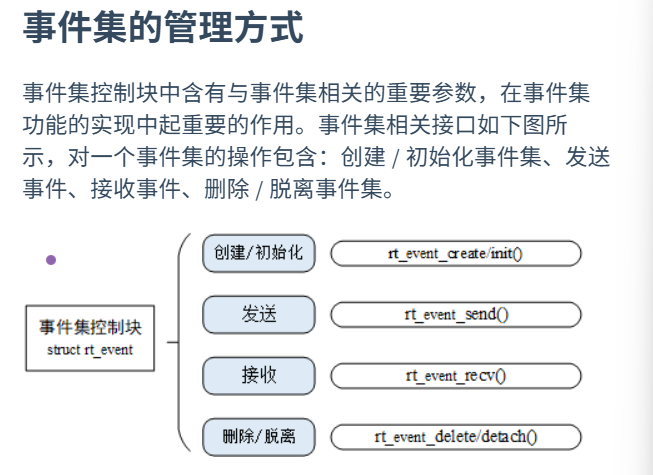 事件集的管理方式
事件集控制块中含有与事件集相关的重要参数，在事件集
功能的实现中起重要的作用。事件集相关接口如下图所
示，对一个事件集的操作包含：创建 / 初始化事件集、发送
事件、接收事件、删除 / 脱离事件集。
事件集控制块
struct rt_event
创建/初始化
rt_event_create/init()
发送
rt_event_send()
接收
rt_event_recv()
删除/脱离
rt_event_delete/detach()